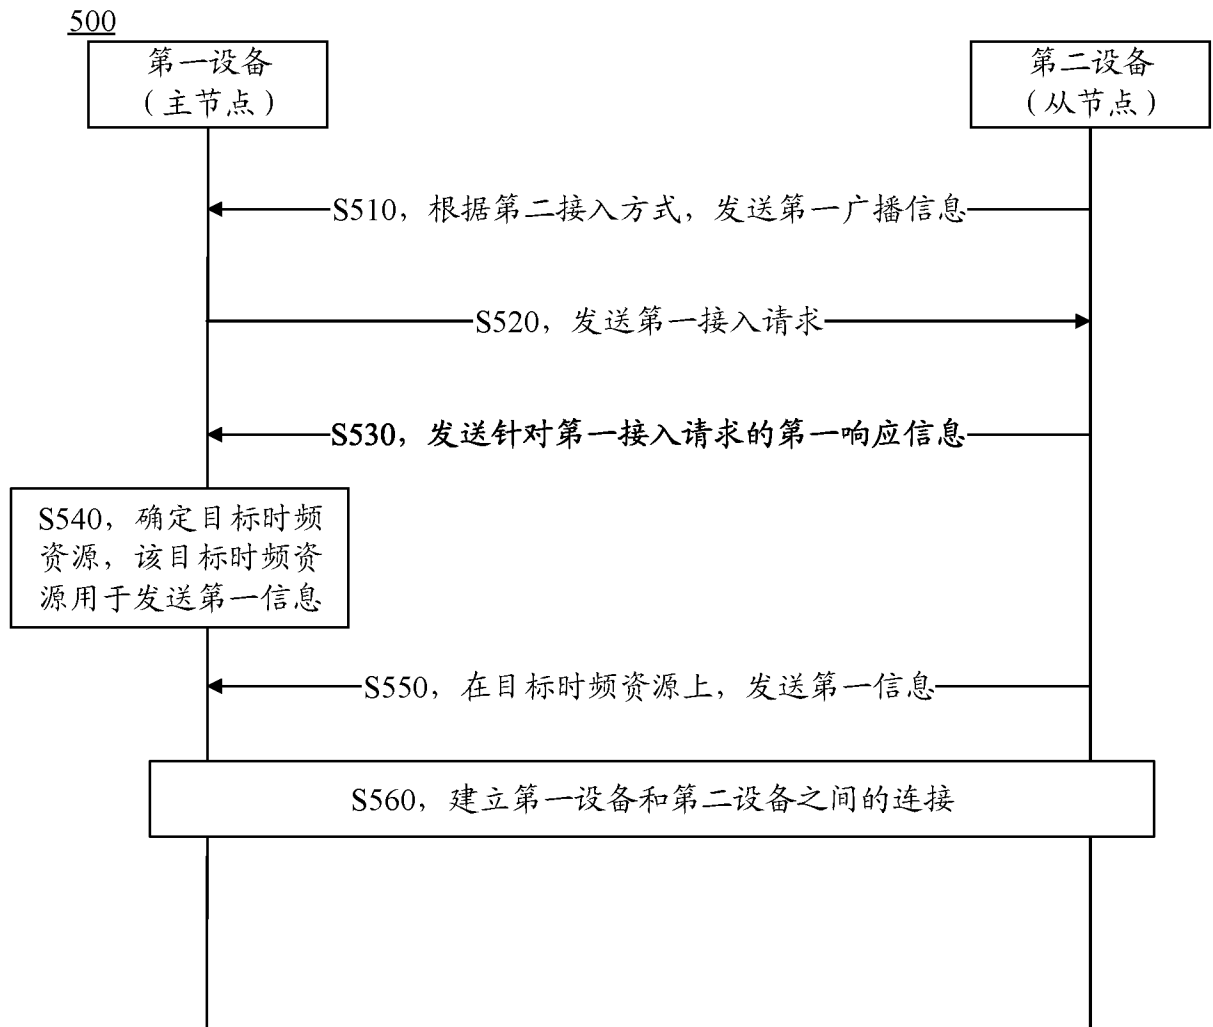 500
第一设备
（主节点）
第二设备
（从节点）
S510，根据第二接入方式，发送第一广播信息
S520，发送第一接入请求
S530，发送针对第一接入请求的第一响应信息
S540，确定目标时频
资源，该目标时频资
源用于发送第一信息
S550，在目标时频资源上，发送第一信息
S560，建立第一设备和第二设备之间的连接